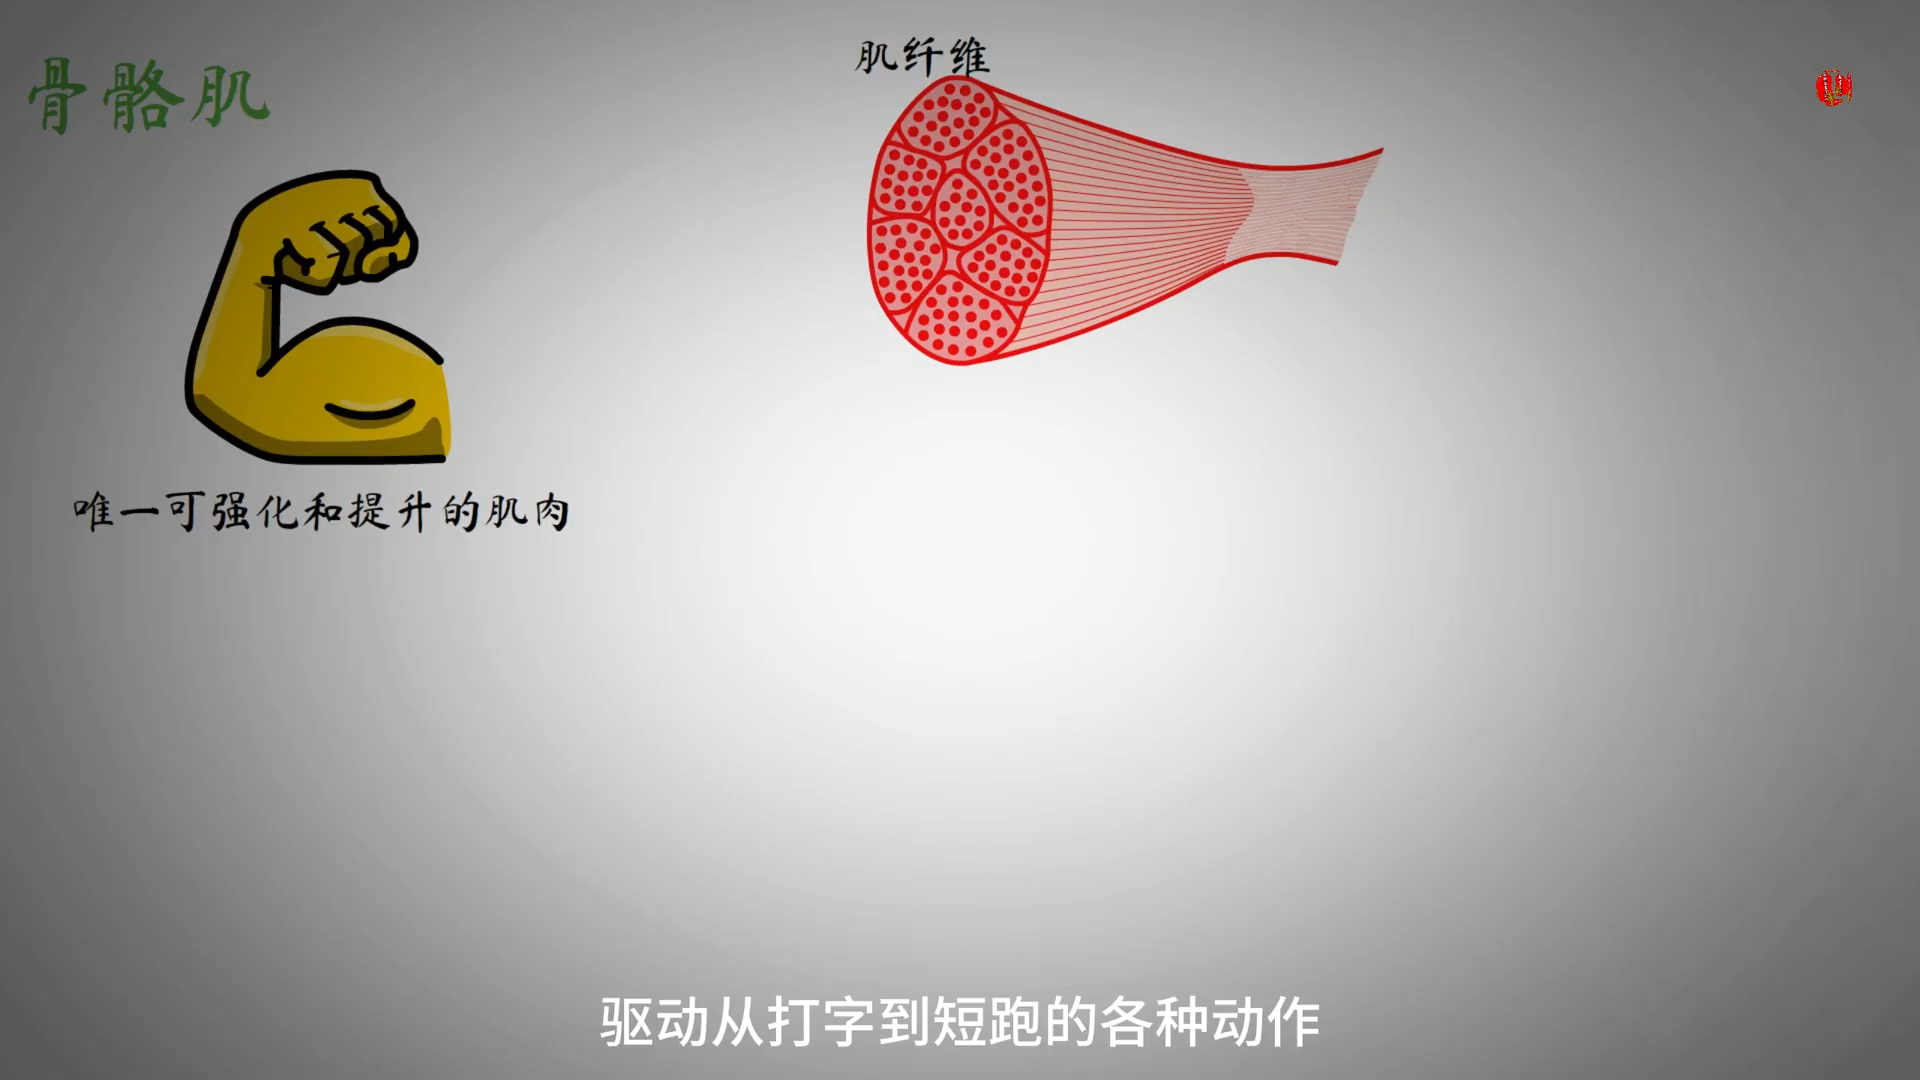 肌纤维
骨骼肌
唯一可强化和提升的肌肉
驱动从打字到短跑的各种动作